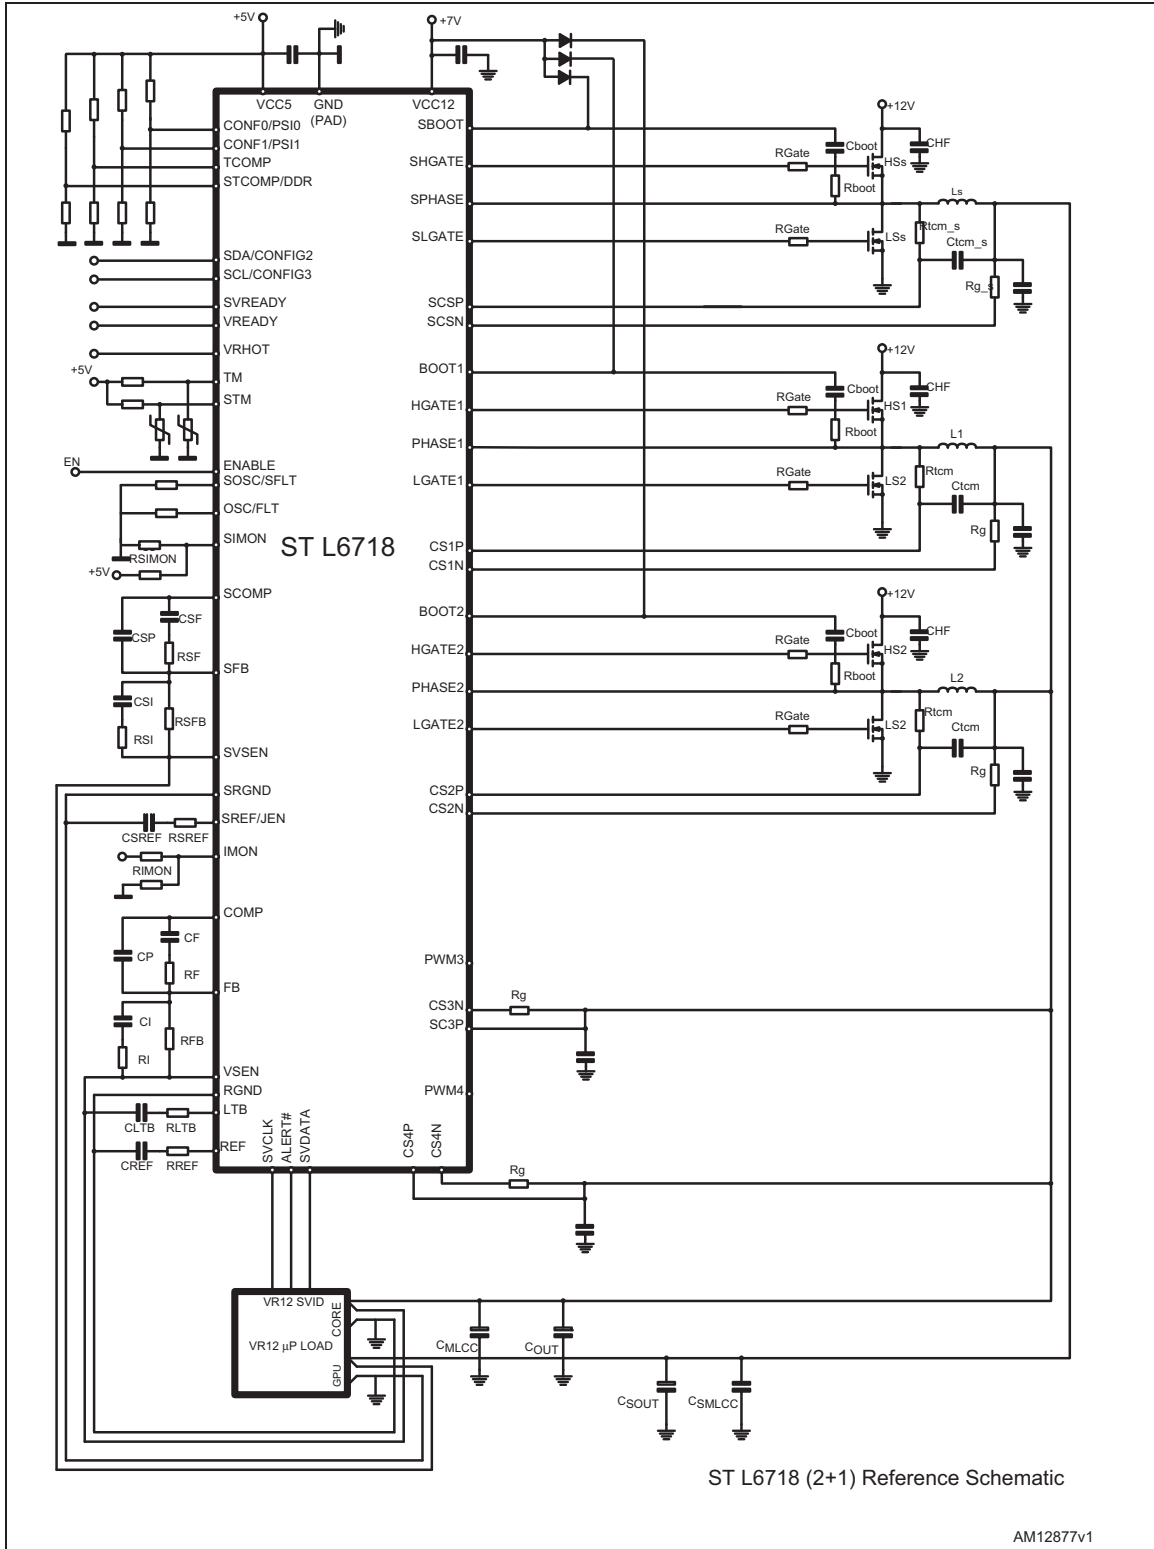 +5V
+7V
VCC5
GND
(PAD)
VCC12
CONF0/PSI0
CONF1/PSI1
TCOMP
STCOMP/DDR
SDA/CONFIG2
SCL/CONFIG3
SVREADY
VREADY
VRHOT
+5V
TM
STM
EN
ENABLE
SOSC/SFLT
OSC/FLT
SIMON
RSIMON
+5V
SCOMP
CSF
CSP
RSF
SFB
CSI
RSFB
RSI
SVSEN
SRGND
SREF/JEN
CSREF
RSREF
IMON
RIMON
COMP
CF
CP
RF
FB
CI
RFB
RI
VSEN
RGND
LTB
CLTB
RLTB
REF
CREF
RREF
ST L6718
SBOOT
SHGATE
SPHASE
SLGATE
SCSP
SCSN
BOOT1
HGATE1
PHASE1
LGATE1
CS1P
CS1N
BOOT2
HGATE2
PHASE2
LGATE2
CS2P
CS2N
PWM3
CS3N
SC3P
PWM4
SVCLK
ALERT#
SVDATA
CS4P
CS4N
+12V
Cboot
CHF
RGate
HSs
Rboot
Ls
RGate
LSs
Rtcm_s
Ctcm_s
Rg_s
+12V
Cboot
CHF
RGate
HS1
Rboot
L1
RGate
LS2
Rtcm
Ctcm
Rg
+12V
Cboot
CHF
RGate
HS2
Rboot
L2
RGate
LS2
Rtcm
Ctcm
Rg
Rg
Rg
VR12 SVID
CORE
VR12 µP LOAD
GPU
CMLCC
COUT
CSOUT
CSMLCC
ST L6718 (2+1) Reference Schematic
AM12877v1